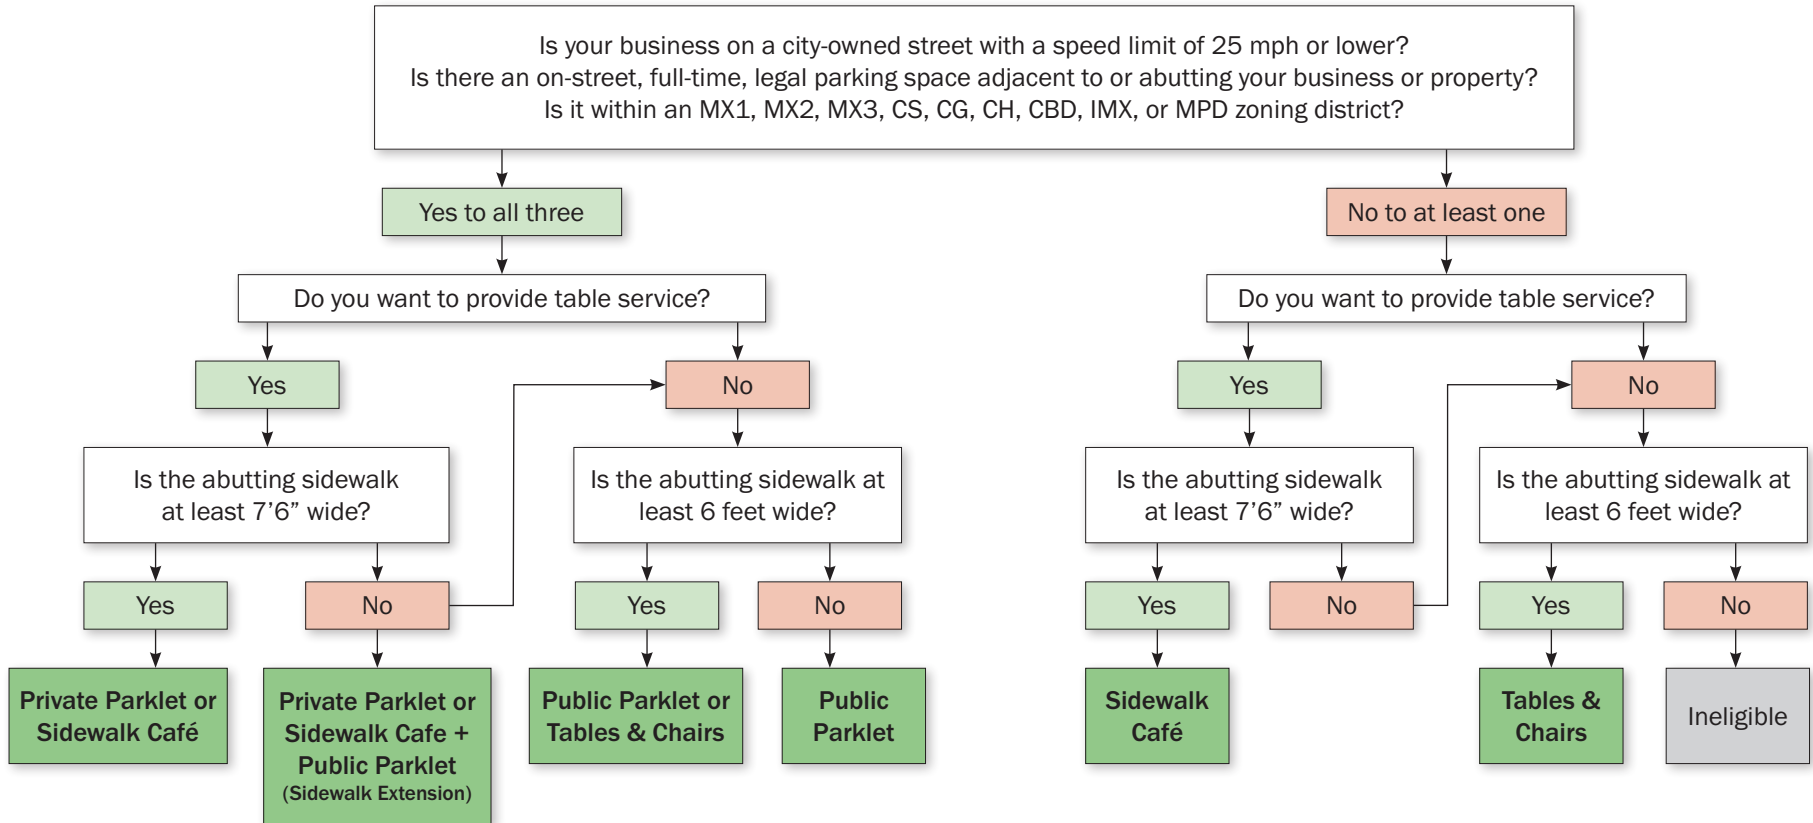 Is your business on a city-owned street with a speed limit of 25 mph or lower?
Is there an on-street, full-time, legal parking space adjacent to or abutting your business or property?
Is it within an MX1, MX2, MX3, CS, CG, CH, CBD, IMX, or MPD zoning district?
Yes to all three
No to at least one
Do you want to provide table service?
Do you want to provide table service?
Yes
No
Yes
No
Is the abutting sidewalk
at least 7’6” wide?
Is the abutting sidewalk at
least 6 feet wide?
Is the abutting sidewalk
at least 7’6” wide?
Is the abutting sidewalk at
least 6 feet wide?
Yes
No
Yes
No
Yes
No
Yes
No
Private Parklet or
Sidewalk Café
Private Parklet or
Sidewalk Cafe +
Public Parklet
(Sidewalk Extension)
Public Parklet or
Tables & Chairs
Public
Parklet
Sidewalk
Café
Tables &
Chairs
Ineligible